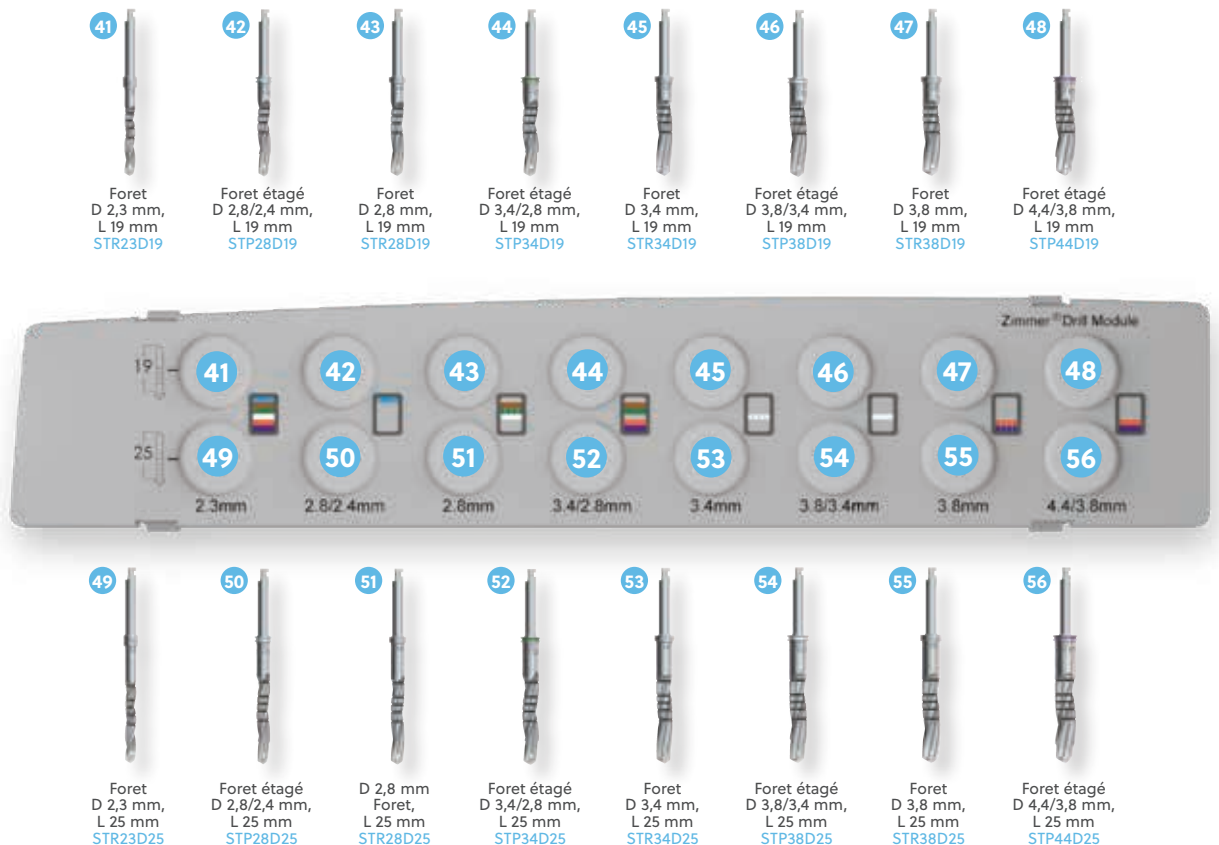 41
42
43
44
45
46
47
48
Foret
D 2,3 mm,
L 19 mm
STR23D19
Foret étagé
D 2,8/2,4 mm,
L 19 mm
STP28D19
Foret
D 2,8 mm,
L 19 mm
STR28D19
Foret étagé
D 3,4/2,8 mm,
L 19 mm
STP34D19
Foret
D 3,4 mm,
L 19 mm
STR34D19
Foret étagé
D 3,8/3,4 mm,
L 19 mm
STP38D19
Foret
D 3,8 mm,
L 19 mm
STR38D19
Foret étagé
D 4,4/3,8 mm,
L 19 mm
STP44D19
Zimmer® Drill Module
19 41 42 43 44 45 46 47 48
25 49 50 51 52 53 54 55 56
2.3mm 2.8/2.4mm 2.8mm 3.4/2.8mm 3.4mm 3.8/3.4mm 3.8mm 4.4/3.8mm
49
50
51
52
53
54
55
56
Foret
D 2,3 mm,
L 25 mm
STR23D25
Foret étagé
D 2,8/2,4 mm,
L 25 mm
STP28D25
D 2,8 mm
Foret,
L 25 mm
STR28D25
Foret étagé
D 3,4/2,8 mm,
L 25 mm
STP34D25
Foret
D 3,4 mm,
L 25 mm
STR34D25
Foret étagé
D 3,8/3,4 mm,
L 25 mm
STP38D25
Foret
D 3,8 mm,
L 25 mm
STR38D25
Foret étagé
D 4,4/3,8 mm,
L 25 mm
STP44D25